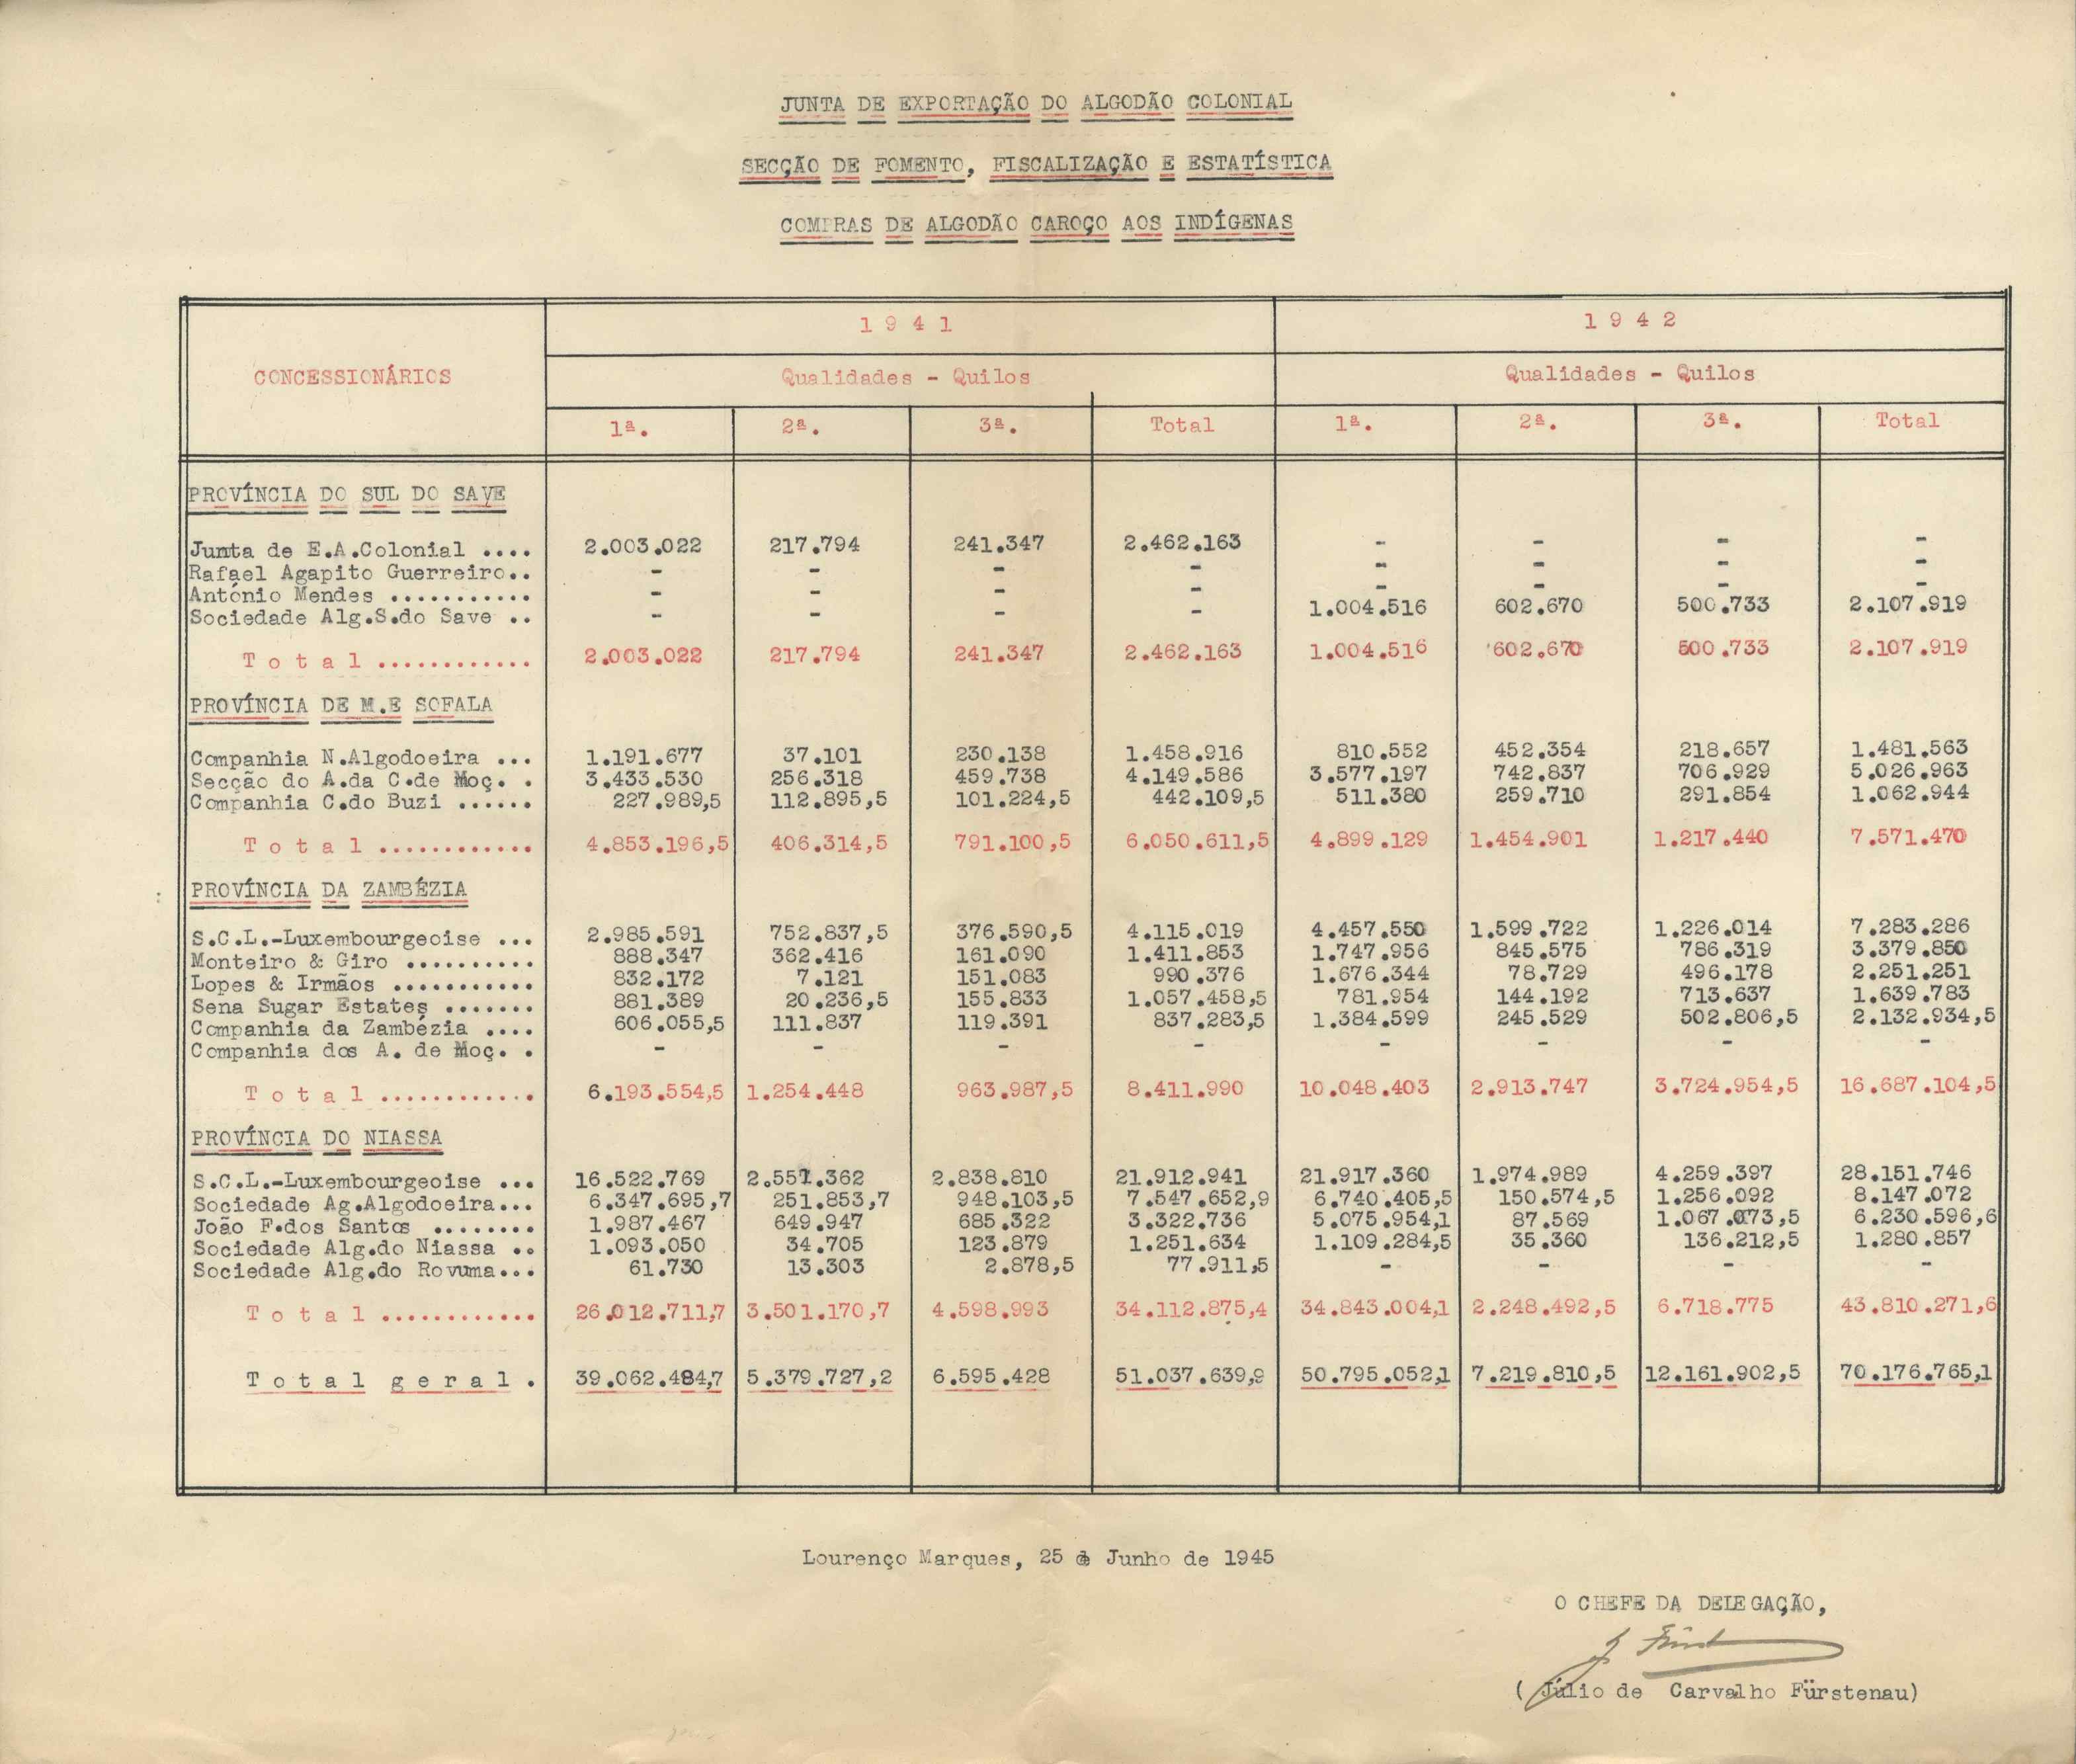 JUNTA DE EXPORTAÇÃO DO ALGODÃO COLONIAL
SECÇÃO DE FOMENTO, FISCALIZAÇÃO E ESTATÍSTICA
COMPRAS DE ALGODÃO CAROÇO AOS INDÍGENAS
CONCESSIONÁRIOS 1 9 4 1 1 9 4 2
Qualidades - Quilos Qualidades - Quilos
1ª. 2ª. 3ª. Total 1ª. 2ª. 3ª. Total
PROVÍNCIA DO SUL DO SAVE
Junta de E.A.Colonial .... 2.003.022 217.794 241.347 2.462.163 - - - -
Rafael Agapito Guerreiro.. - - - - - - - -
António Mendes ........... - - - - - - - -
Sociedade Alg.S.do Save .. - - - - 1.004.516 602.670 500.733 2.107.919
T o t a l ............ 2.003.022 217.794 241.347 2.462.163 1.004.516 602.670 500.733 2.107.919
PROVÍNCIA DE M.E SOFALA
Companhia N.Algodoeira ... 1.191.677 37.101 230.138 1.458.916 810.552 452.354 218.657 1.481.563
Secção do A.da C.de Moç. . 3.433.530 256.318 459.738 4.149.586 3.577.197 742.837 706.929 5.026.963
Companhia C.do Buzi ...... 227.989,5 112.895,5 101.224,5 442.109,5 511.380 259.710 291.854 1.062.944
T o t a l ............ 4.853.196,5 406.314,5 791.100,5 6.050.611,5 4.899.129 1.454.901 1.217.440 7.571.470
PROVÍNCIA DA ZAMBÉZIA
S.C.L.-Luxembourgeoise ... 2.985.591 752.837,5 376.590,5 4.115.019 4.457.550 1.599.722 1.226.014 7.283.286
Monteiro & Giro .......... 888.347 362.416 161.090 1.411.853 1.747.956 845.575 786.319 3.379.850
Lopes & Irmãos ........... 832.172 7.121 151.083 990.376 1.676.344 78.729 496.178 2.251.251
Sena Sugar Estates ....... 881.389 20.236,5 155.833 1.057.458,5 781.954 144.192 713.637 1.639.783
Companhia da Zambézia .... 606.055,5 111.837 119.391 837.283,5 1.384.599 245.529 502.806,5 2.132.934,5
Companhia dos A. de Moç. . - - - - - - - -
T o t a l ............ 6.193.554,5 1.254.448 963.987,5 8.411.990 10.048.403 2.913.747 3.724.954,5 16.687.104,5
PROVÍNCIA DO NIASSA
S.C.L.-Luxembourgeoise ... 16.522.769 2.551.362 2.838.810 21.912.941 21.917.360 1.974.989 4.259.397 28.151.746
Sociedade Ag.Algodoeira... 6.347.695,7 251.853,7 948.103,5 7.547.652,9 6.740.405,5 150.574,5 1.256.092 8.147.072
João F.dos Santos ........ 1.987.467 649.947 685.322 3.322.736 5.075.954,1 87.569 1.067.073,5 6.230.596,6
Sociedade Alg.do Niassa .. 1.093.050 34.705 123.879 1.251.634 1.109.284,5 35.360 136.212,5 1.280.857
Sociedade Alg.do Rovuma... 61.730 13.303 2.878,5 77.911,5 - - - -
T o t a l ............ 26.012.711,7 3.501.170,7 4.598.993 34.112.875,4 34.843.004,1 2.248.492,5 6.718.775 43.810.271,6
T o t a l g e r a l . 39.062.484,7 5.379.727,2 6.595.428 51.037.639,9 50.795.052,1 7.219.810,5 12.161.902,5 70.176.765,1
Lourenço Marques, 25 de Junho de 1945
O CHEFE DA DELEGAÇÃO,
( Júlio de Carvalho Fürstenau)